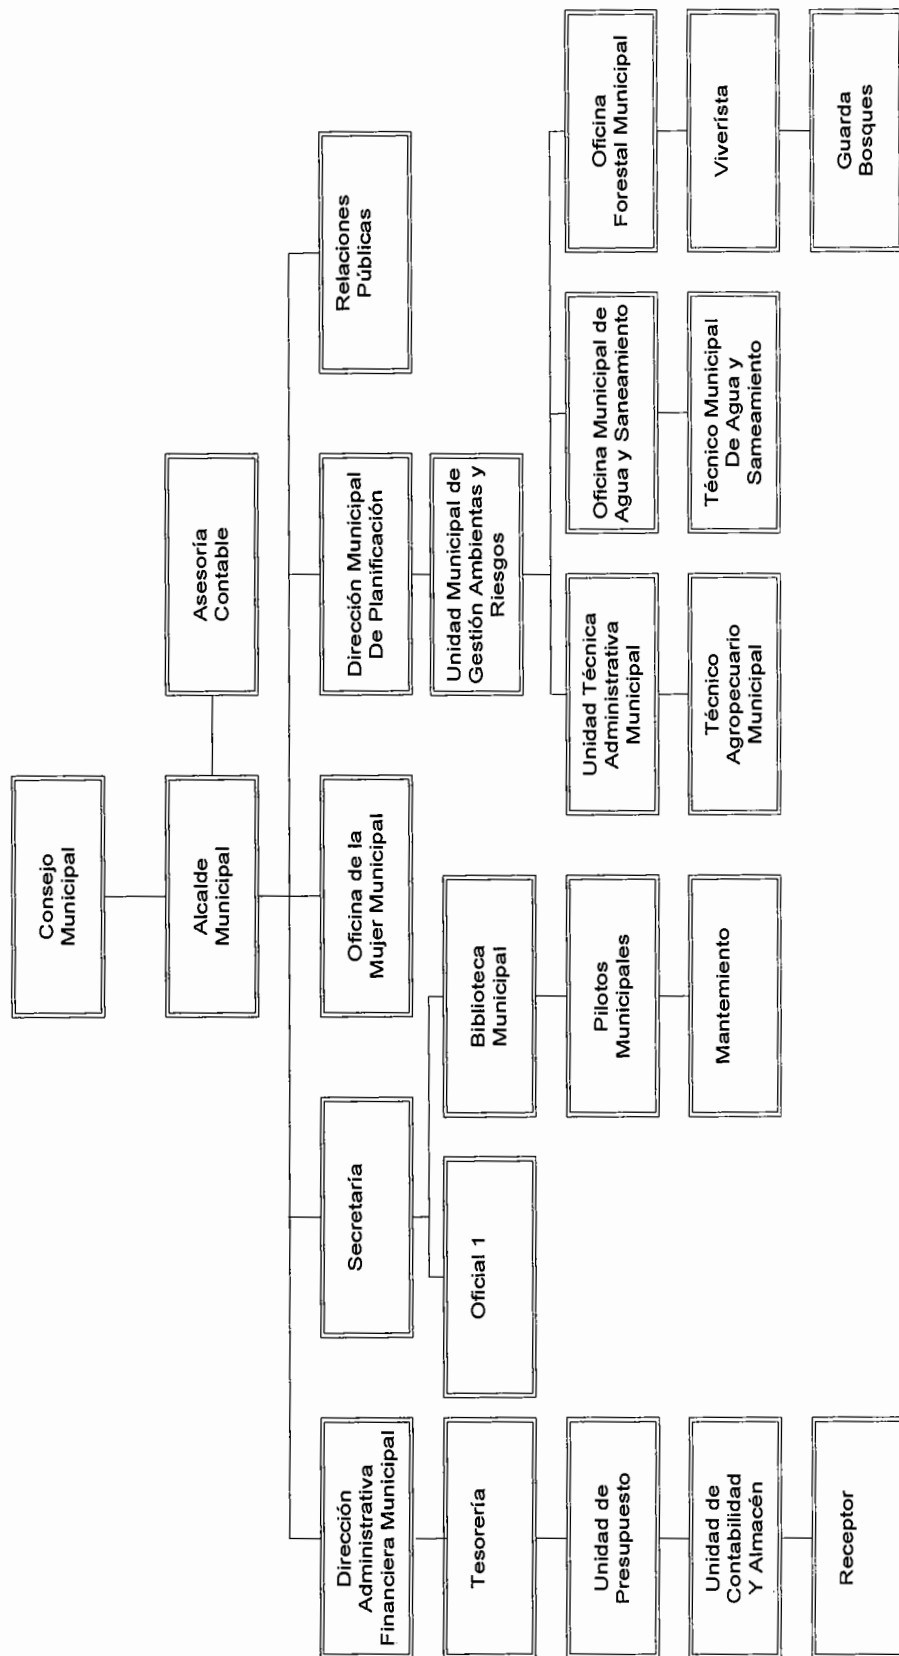 Consejo
Municipal
Alcalde
Municipal
Asesoría
Contable
Dirección
Administrativa
Financiera Municipal
Secretaría
Oficina de la
Mujer Municipal
Dirección Municipal
De Planificación
Relaciones
Públicas
Tesorería
Oficial 1
Biblioteca
Municipal
Unidad Municipal de
Gestión Ambientas y
Riesgos
Unidad de
Presupuesto
Pilotos
Municipales
Unidad Técnica
Administrativa
Municipal
Oficina Municipal de
Agua y Saneamiento
Oficina
Forestal Municipal
Unidad de
Contabilidad
Y Almacén
Mantemiento
Técnico
Agropecuario
Municipal
Técnico Municipal
De Agua y
Sameamiento
Viverísta
Receptor
Guarda
Bosques